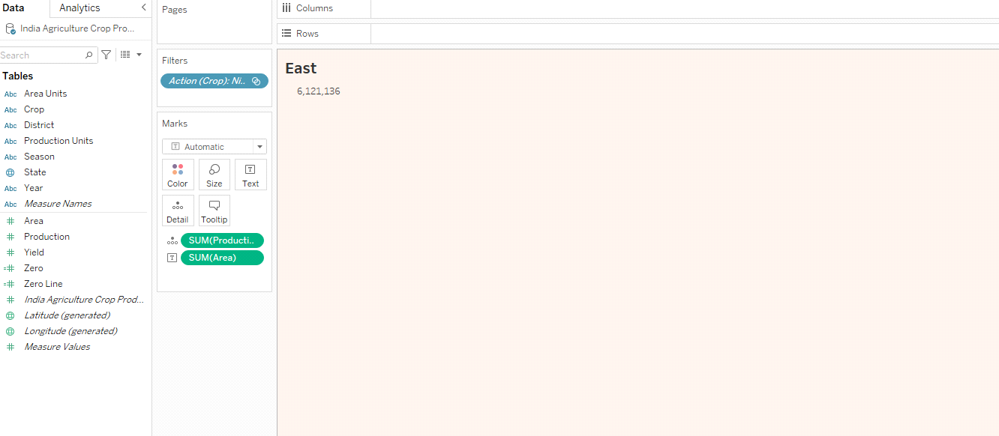 Data
Analytics
India Agriculture Crop Pro...
Search
Tables
Abc Area Units
Abc Crop
Abc District
Abc Production Units
Abc Season
State
Abc Year
Abc Measure Names
# Area
# Production
# Yield
=# Zero
=# Zero Line
# India Agriculture Crop Prod...
Latitude (generated)
Longitude (generated)
# Measure Values
Pages
Filters
Action (Crop): Ni..
Marks
T Automatic
Color Size Text
Detail Tooltip
SUM(Producti..
T SUM(Area)
Columns
Rows
East
6,121,136